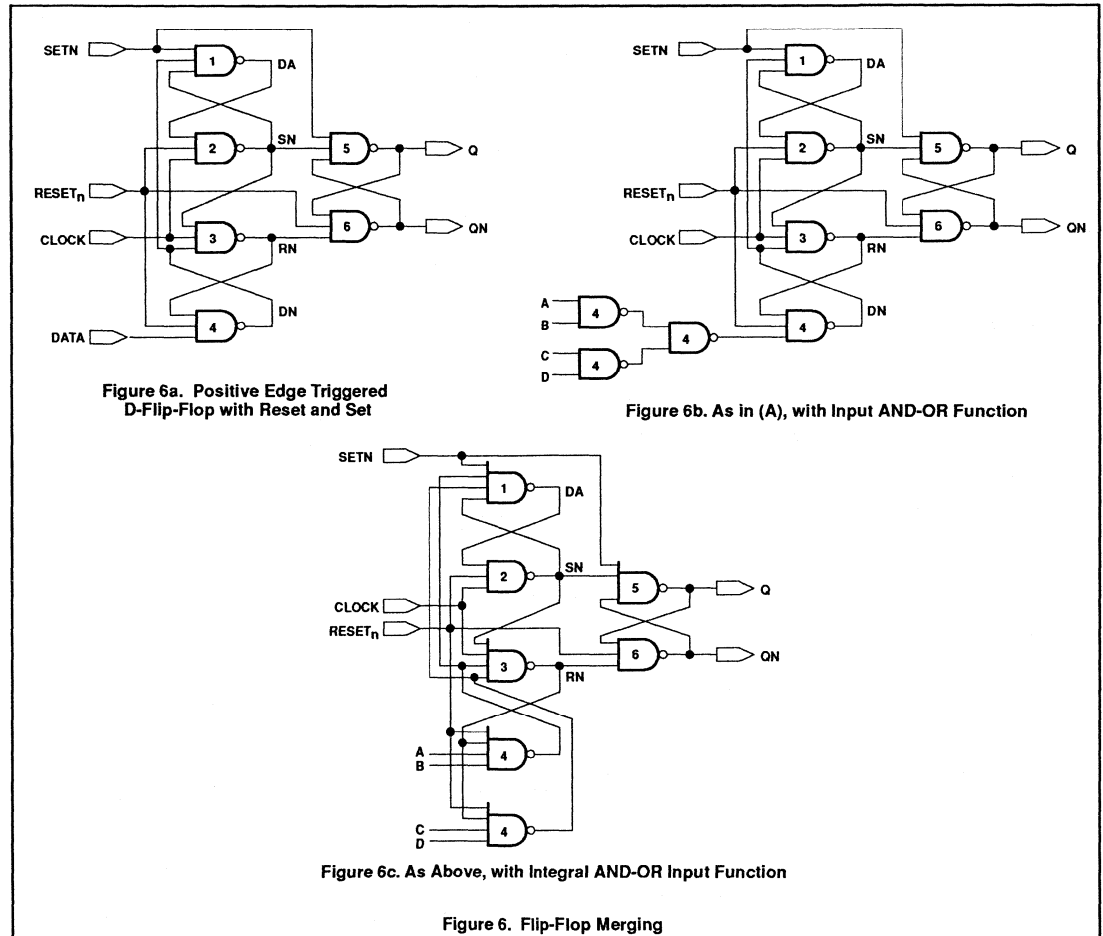 SETN
1
DA
2
SN
5
Q
RESETn
6
QN
CLOCK
3
RN
4
DN
DATA
Figure 6a. Positive Edge Triggered
D-Flip-Flop with Reset and Set
SETN
1
DA
2
SN
5
Q
RESETn
6
QN
CLOCK
3
RN
DN
A
B
4
4
4
C
D
4
Figure 6b. As in (A), with Input AND-OR Function
SETN
1
DA
2
SN
5
Q
CLOCK
RESETn
6
QN
3
RN
A
B
4
C
D
4
Figure 6c. As Above, with Integral AND-OR Input Function
Figure 6. Flip-Flop Merging